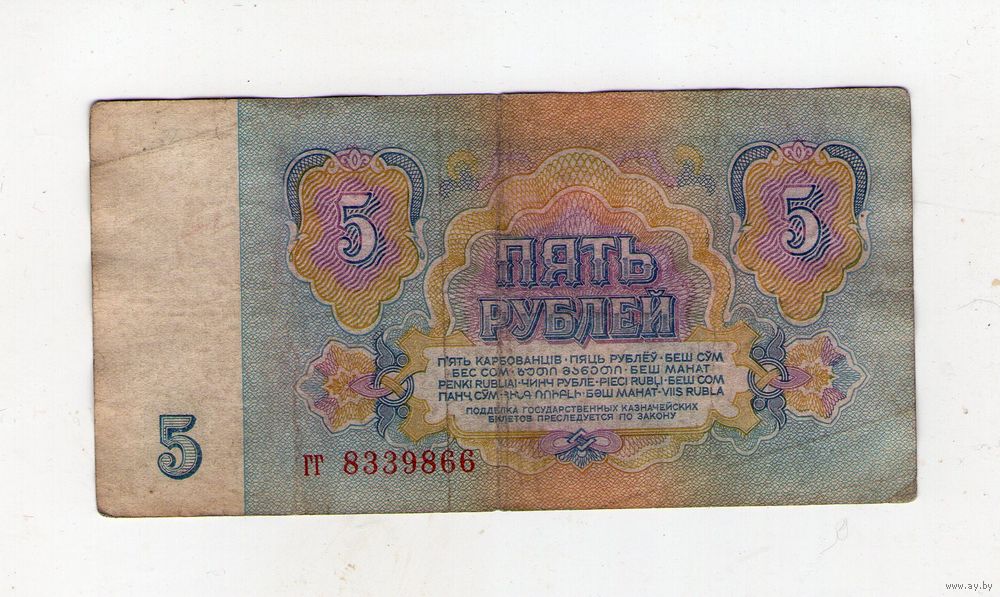 5
5
ПЯТЬ
РУБЛЕЙ
П'ЯТЬ КАРБОВАНЦІВ · ПЯЦЬ РУБЛЁЎ · БЕШ СЎМ
БЕС СОМ · ᲮᲣᲗᲘ ᲛᲐᲜᲔᲗᲘ · БЕШ МАНАТ
PENKI RUBLIAI · ЧИНЧ РУБЛЕ · PIECI RUBĻI · БЕШ СОМ
ПАНҶ СЎМ · ՀԻՆԳ ՌՈՒԲԼԻ · БƏШ МАНАТ · VIIS RUBLA
ПОДДЕЛКА ГОСУДАРСТВЕННЫХ КАЗНАЧЕЙСКИХ
БИЛЕТОВ ПРЕСЛЕДУЕТСЯ ПО ЗАКОНУ
5
гг 8339866
www.ay.by